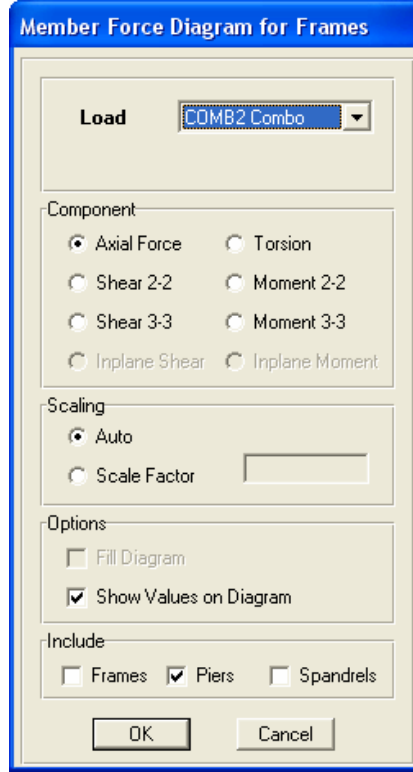 Member Force Diagram for Frames
Load COMB2 Combo
Component
Axial Force Torsion
Shear 2-2 Moment 2-2
Shear 3-3 Moment 3-3
Inplane Shear Inplane Moment
Scaling
Auto
Scale Factor
Options
Fill Diagram
Show Values on Diagram
Include
Frames Piers Spandrels
OK Cancel